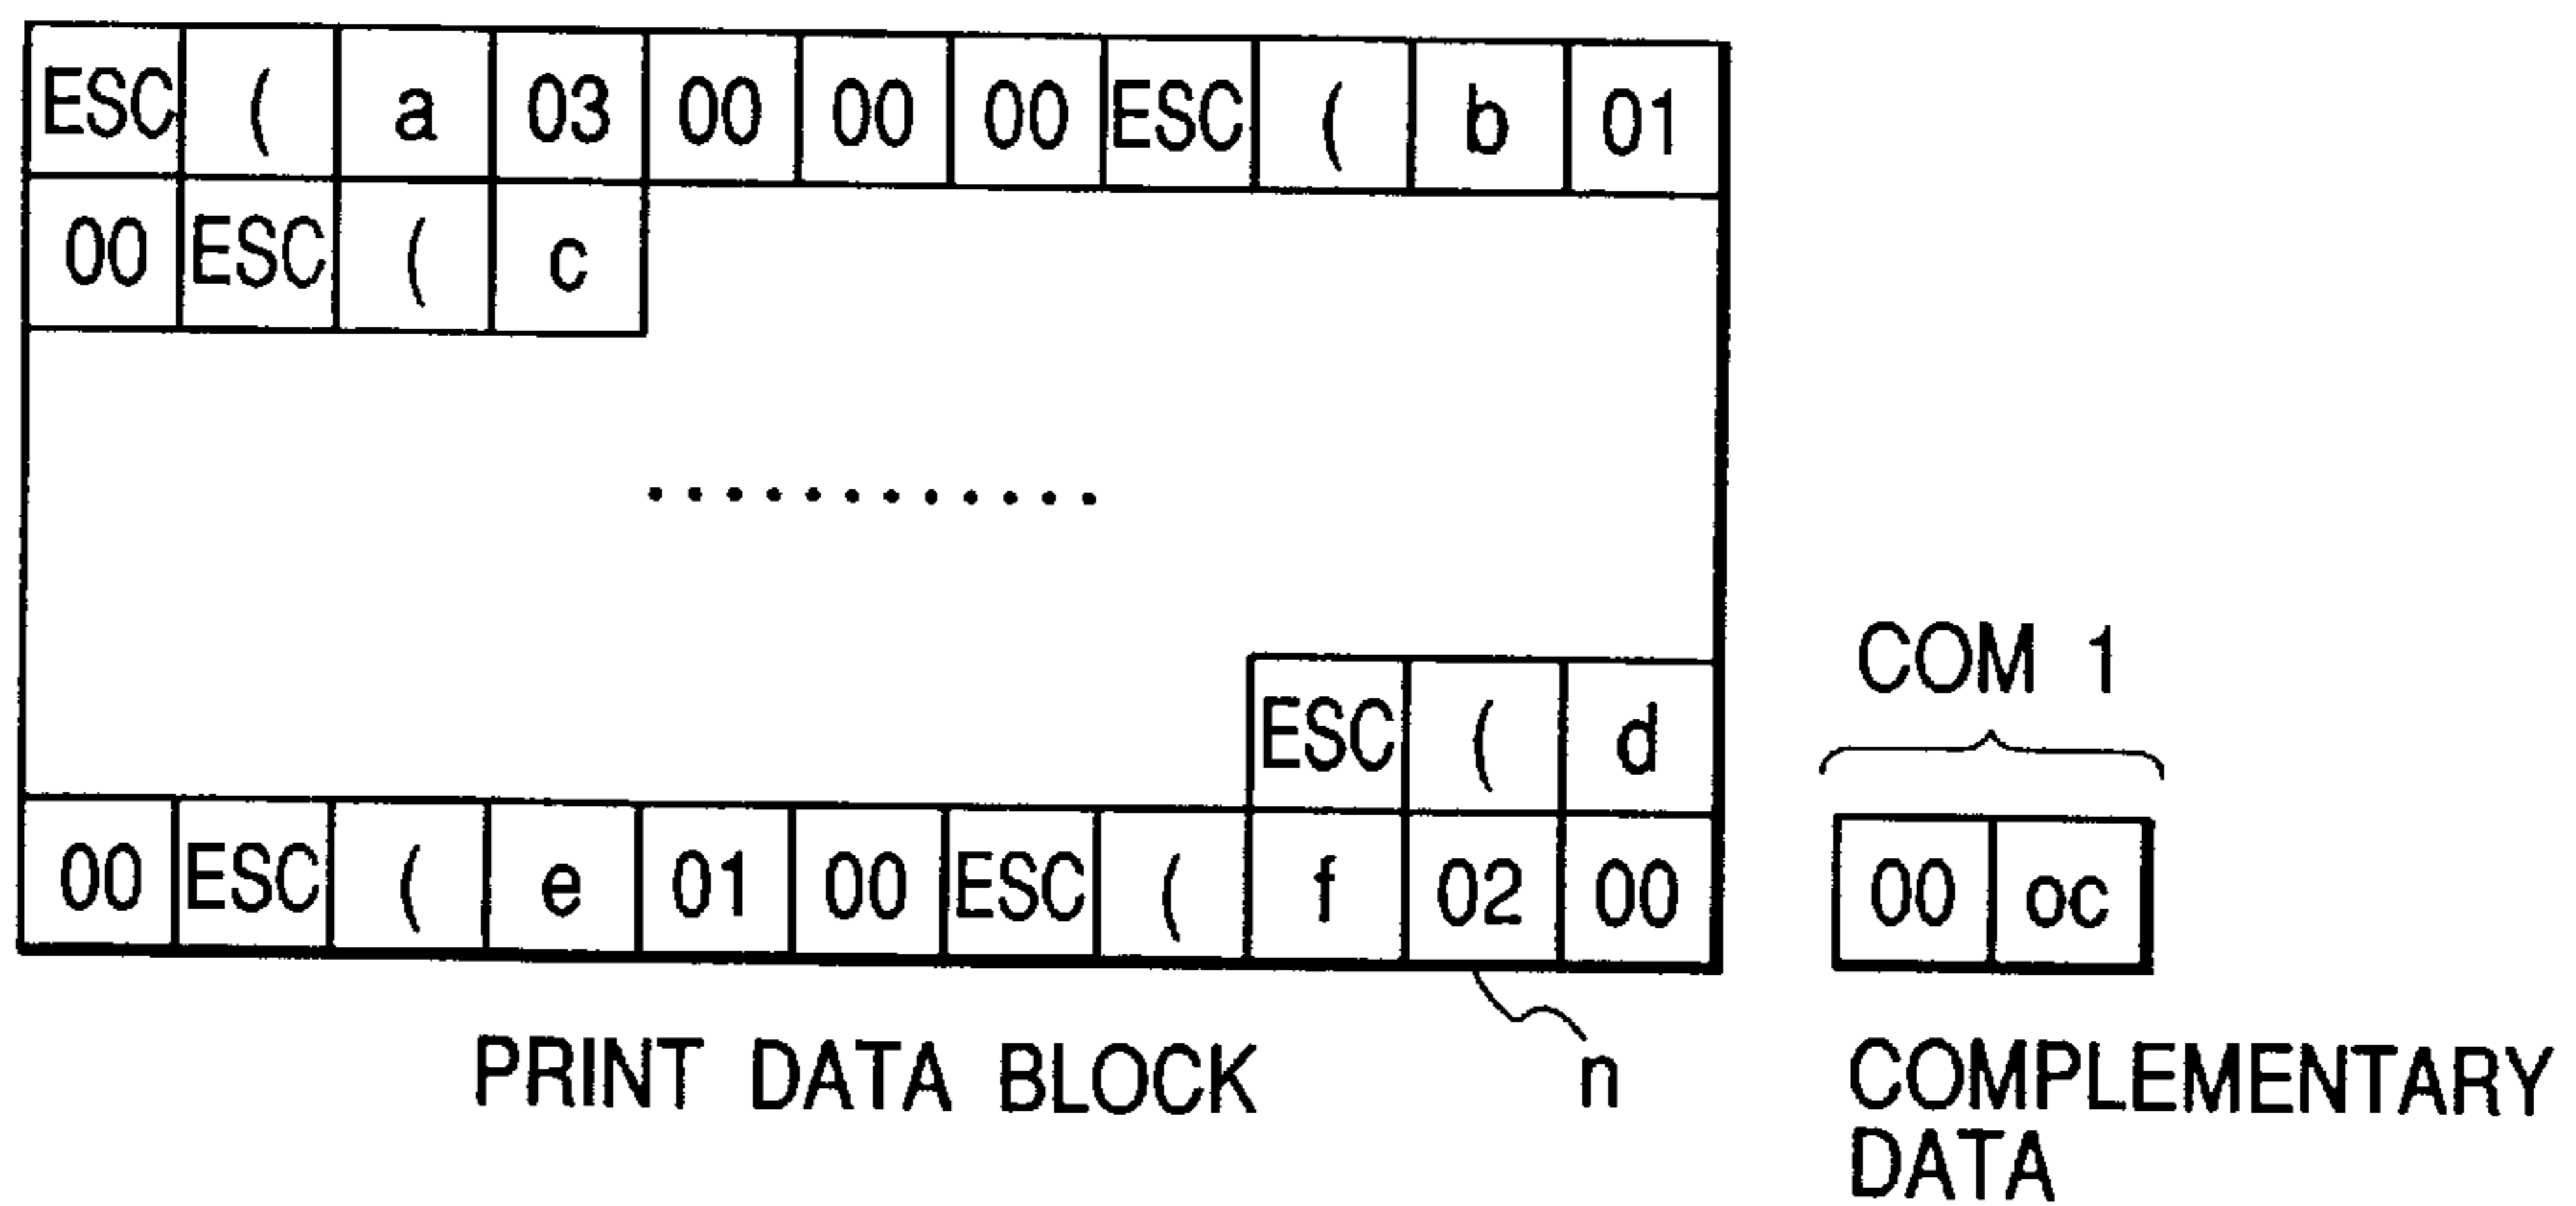 ESC ( a 03 00 00 00 ESC ( b 01
00 ESC ( c
ESC ( d
COM 1
00 ESC ( e 01 00 ESC ( f 02 00
00 oc
n
PRINT DATA BLOCK
COMPLEMENTARY
DATA